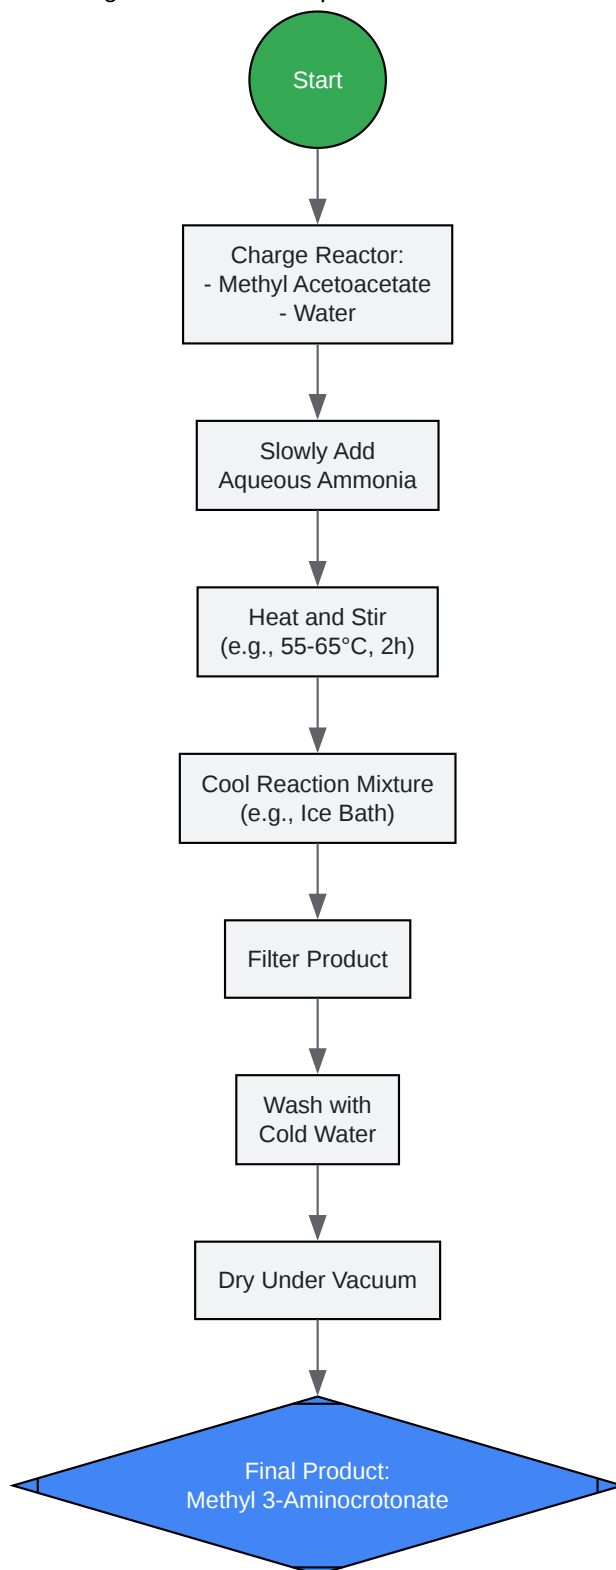 Start
Charge Reactor:
- Methyl Acetoacetate
- Water
Slowly Add
Aqueous Ammonia
Heat and Stir
(e.g., 55-65°C, 2h)
Cool Reaction Mixture
(e.g., Ice Bath)
Filter Product
Wash with
Cold Water
Dry Under Vacuum
Final Product:
Methyl 3-Aminocrotonate